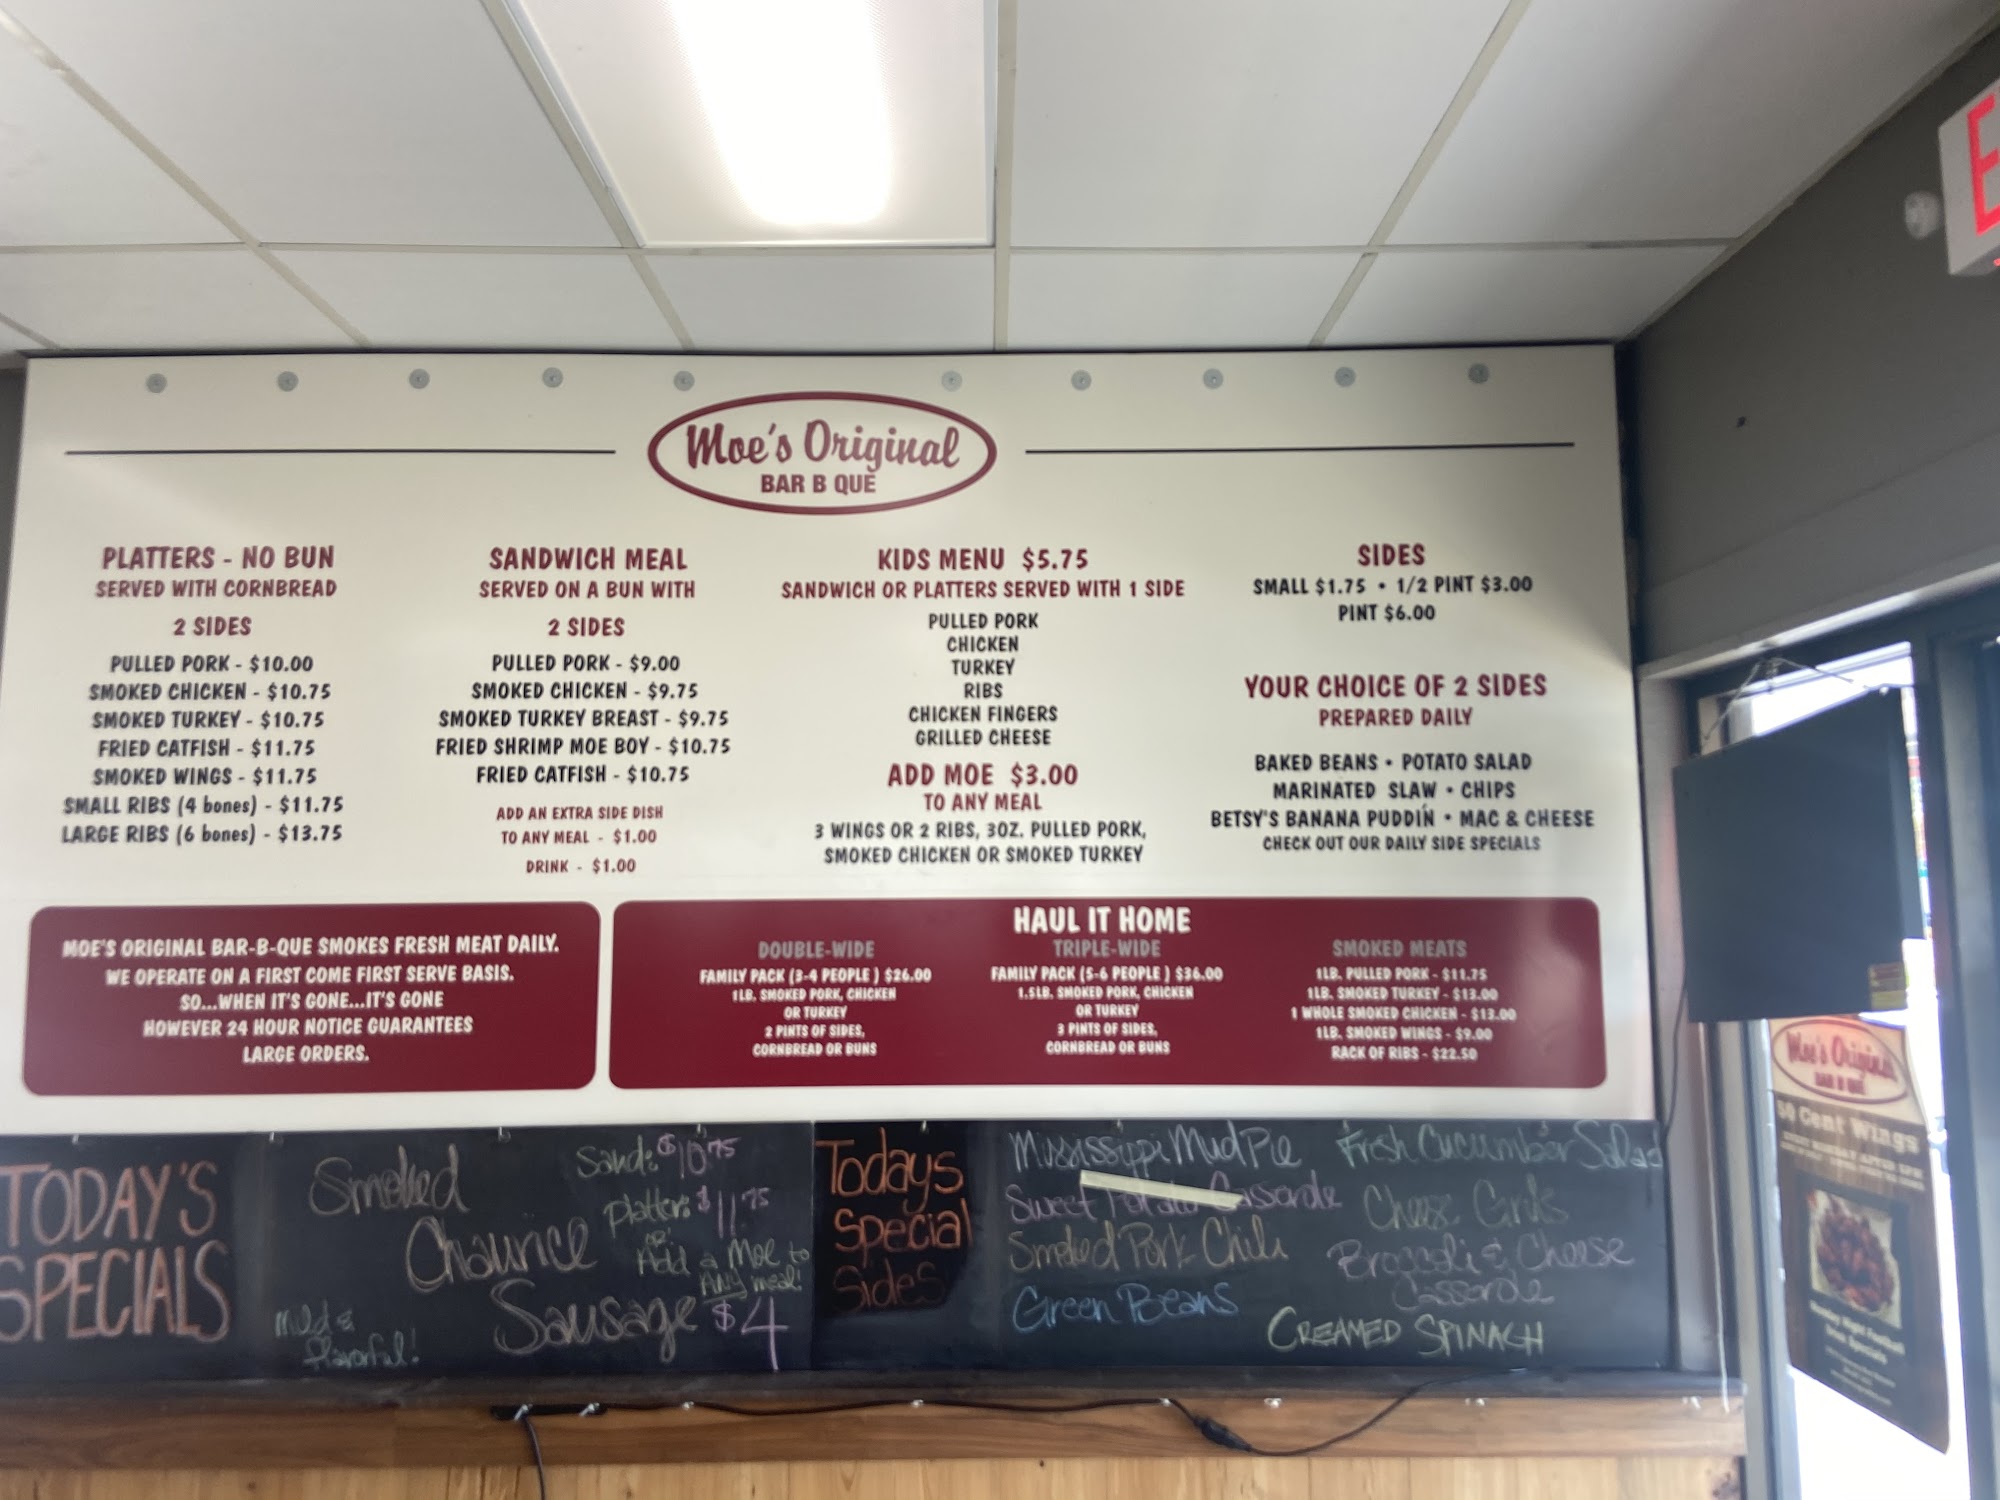 Moe's Original
BAR B QUE
PLATTERS - NO BUN
SERVED WITH CORNBREAD
2 SIDES
PULLED PORK - $10.00
SMOKED CHICKEN - $10.75
SMOKED TURKEY - $10.75
FRIED CATFISH - $11.75
SMOKED WINGS - $11.75
SMALL RIBS (4 bones) - $11.75
LARGE RIBS (6 bones) - $13.75
SANDWICH MEAL
SERVED ON A BUN WITH
2 SIDES
PULLED PORK - $9.00
SMOKED CHICKEN - $9.75
SMOKED TURKEY BREAST - $9.75
FRIED SHRIMP MOE BOY - $10.75
FRIED CATFISH - $10.75
ADD AN EXTRA SIDE DISH
TO ANY MEAL - $1.00
DRINK - $1.00
KIDS MENU $5.75
SANDWICH OR PLATTERS SERVED WITH 1 SIDE
PULLED PORK
CHICKEN
TURKEY
RIBS
CHICKEN FINGERS
GRILLED CHEESE
ADD MOE $3.00
TO ANY MEAL
3 WINGS OR 2 RIBS, 3OZ. PULLED PORK,
SMOKED CHICKEN OR SMOKED TURKEY
SIDES
SMALL $1.75 • 1/2 PINT $3.00
PINT $6.00
YOUR CHOICE OF 2 SIDES
PREPARED DAILY
BAKED BEANS • POTATO SALAD
MARINATED SLAW • CHIPS
BETSY'S BANANA PUDDIN' • MAC & CHEESE
CHECK OUT OUR DAILY SIDE SPECIALS
MOE'S ORIGINAL BAR-B-QUE SMOKES FRESH MEAT DAILY.
WE OPERATE ON A FIRST COME FIRST SERVE BASIS.
SO...WHEN IT'S GONE...IT'S GONE
HOWEVER 24 HOUR NOTICE GUARANTEES
LARGE ORDERS.
HAUL IT HOME
DOUBLE-WIDE
FAMILY PACK (3-4 PEOPLE ) $26.00
1LB. SMOKED PORK, CHICKEN
OR TURKEY
2 PINTS OF SIDES,
CORNBREAD OR BUNS
TRIPLE-WIDE
FAMILY PACK (5-6 PEOPLE ) $36.00
1.5LB. SMOKED PORK, CHICKEN
OR TURKEY
3 PINTS OF SIDES,
CORNBREAD OR BUNS
SMOKED MEATS
1LB. PULLED PORK - $11.75
1LB. SMOKED TURKEY - $13.00
1 WHOLE SMOKED CHICKEN - $13.00
1LB. SMOKED WINGS - $9.00
RACK OF RIBS - $22.50
TODAY'S
SPECIALS
Smoked
Chaurice
Sausage
Mild &
flavorful!
Sand: $10.75
Platter: $11.75
or:
Add a Moe to
ANY meal!
$4
Todays
Special
Sides
Mississippi Mud Pie
Sweet Potato Casserole
Smoked Pork Chili
Green Beans
Fresh Cucumber Salad
Cheese Grits
Broccoli & Cheese
Casserole
CREAMED SPINACH
Moe's Original
BAR B QUE
50 Cent Wings
Monday Night Football
Drink Specials